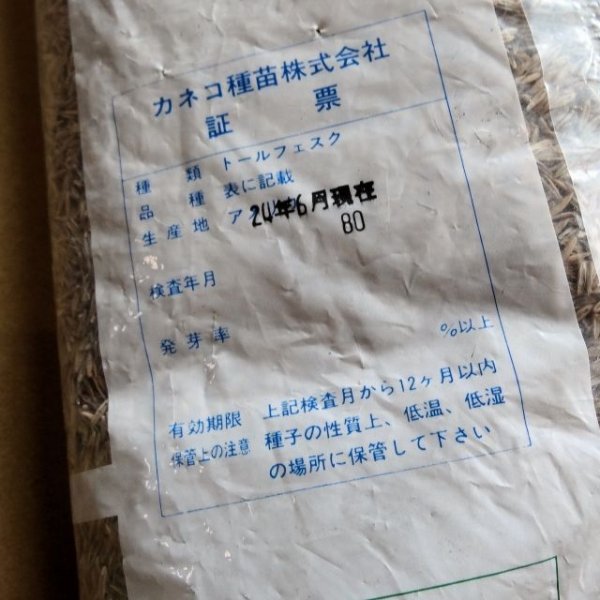 カネコ種苗株式会社
証 票
種 類 トールフェスク
品 種 表に記載
生産地 ア
24年6月現在
80
検査年月
発芽率 %以上
有効期限 上記検査月から12ヶ月以内
保管上の注意 種子の性質上、低温、低湿
の場所に保管して下さい